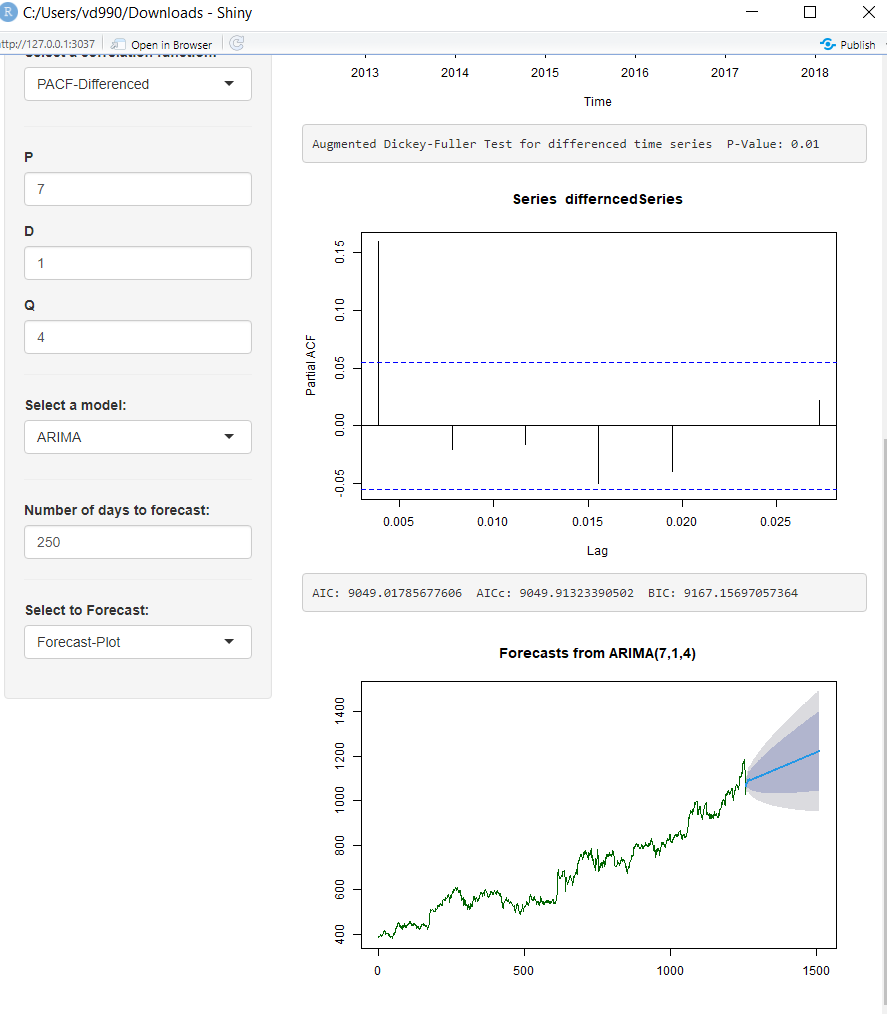 C:/Users/vd990/Downloads - Shiny
http://127.0.0.1:3037 Open in Browser Publish
Select a correlation function:
PACF-Differenced
P
7
D
1
Q
4
Select a model:
ARIMA
Number of days to forecast:
250
Select to Forecast:
Forecast-Plot
2013 2014 2015 2016 2017 2018
Time
Augmented Dickey-Fuller Test for differenced time series P-Value: 0.01
Series differncedSeries
Partial ACF
0.15
0.10
0.05
0.00
-0.05
0.005 0.010 0.015 0.020 0.025
Lag
AIC: 9049.01785677606 AICc: 9049.91323390502 BIC: 9167.15697057364
Forecasts from ARIMA(7,1,4)
1400
1200
1000
800
600
400
0 500 1000 1500